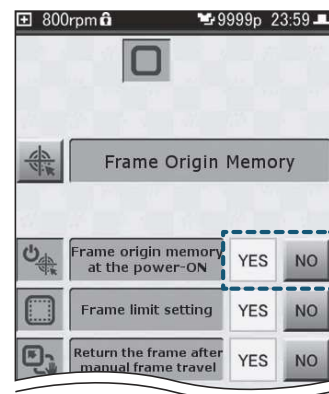 800rpm 9999p 23:59
Frame Origin Memory
Frame origin memory
at the power-ON YES NO
Frame limit setting YES NO
Return the frame after
manual frame travel YES NO